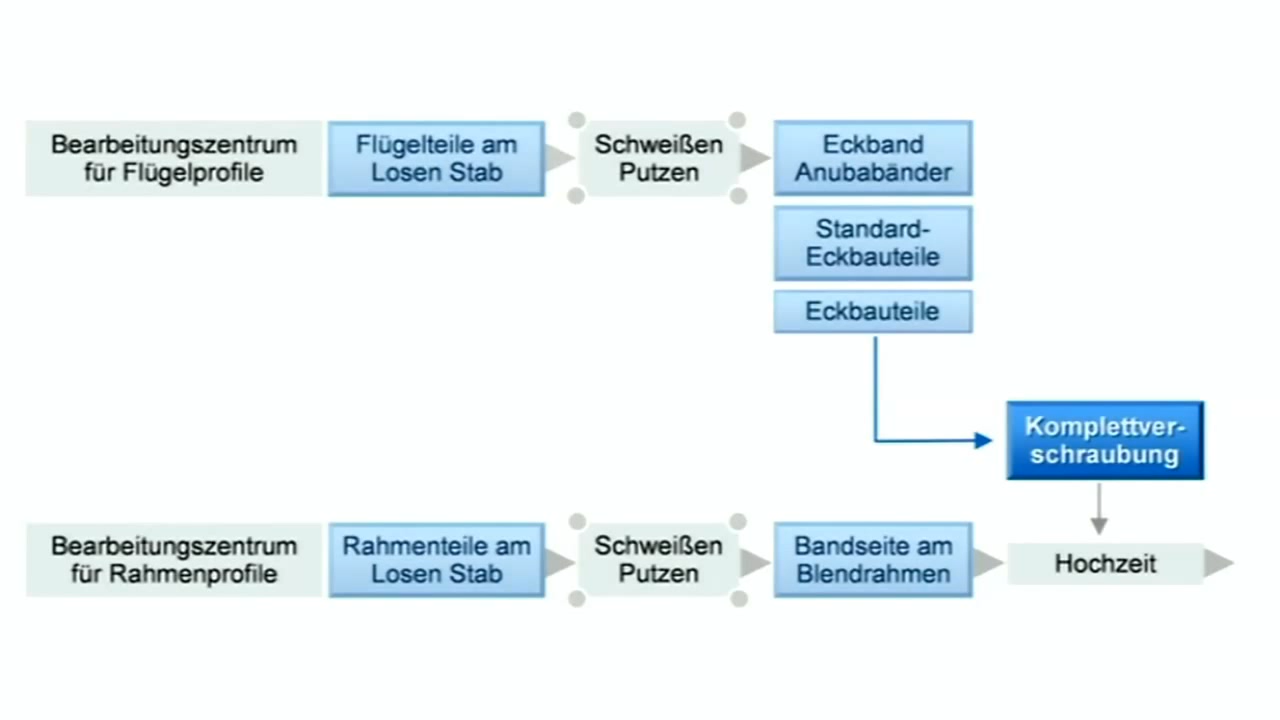 Bearbeitungszentrum
für Flügelprofile
Flügelteile am
Losen Stab
Schweißen
Putzen
Eckband
Anubabänder
Standard-
Eckbauteile
Eckbauteile
Komplettver-
schraubung
Bearbeitungszentrum
für Rahmenprofile
Rahmenteile am
Losen Stab
Schweißen
Putzen
Bandseite am
Blendrahmen
Hochzeit